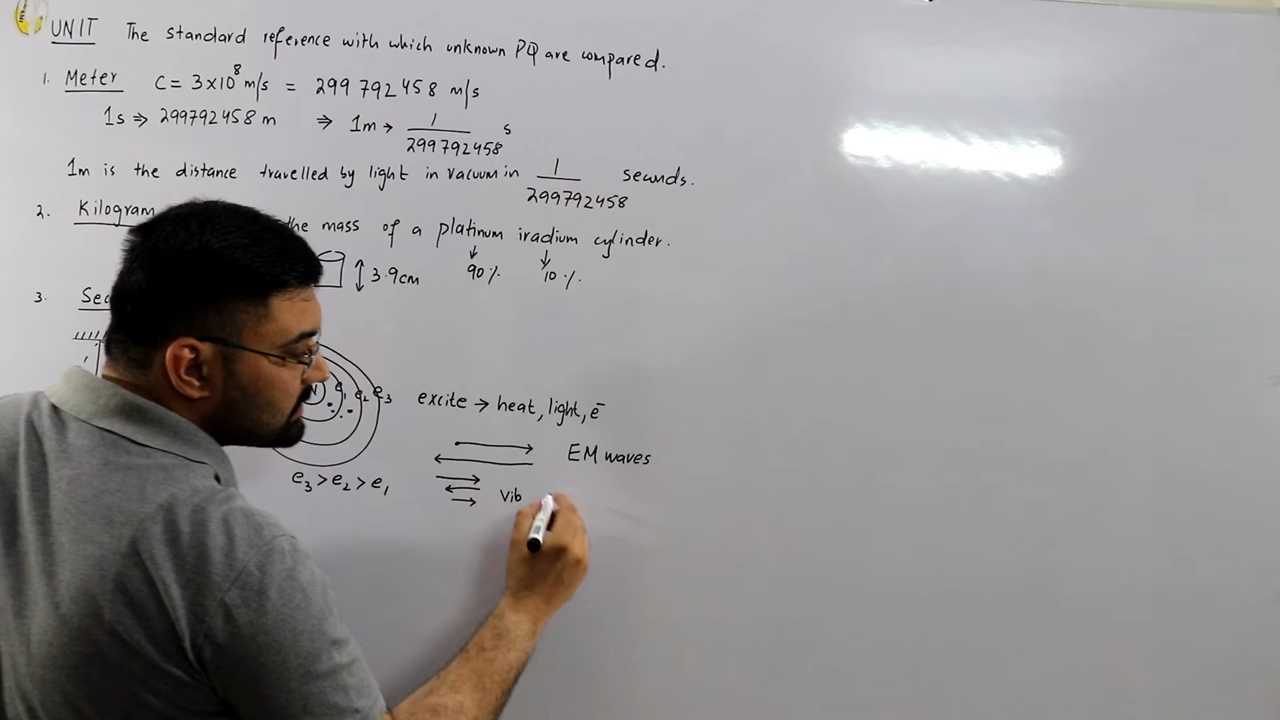 UNIT The standard reference with which unknown PQ are compared.
1. Meter C = 3×10⁸ m/s = 299 792 458 m/s
1s ⇒ 299792458 m ⇒ 1m → 1/299792458 s
1m is the distance travelled by light in vacuum in 1/299792458 seconds.
2. Kilogram the mass of a platinum iradium cylinder.
3.9cm 90% 10%
3. Sec
N e₁ e₂ e₃ excite → heat, light, e⁻
EM waves
e₃ > e₂ > e₁ Vib